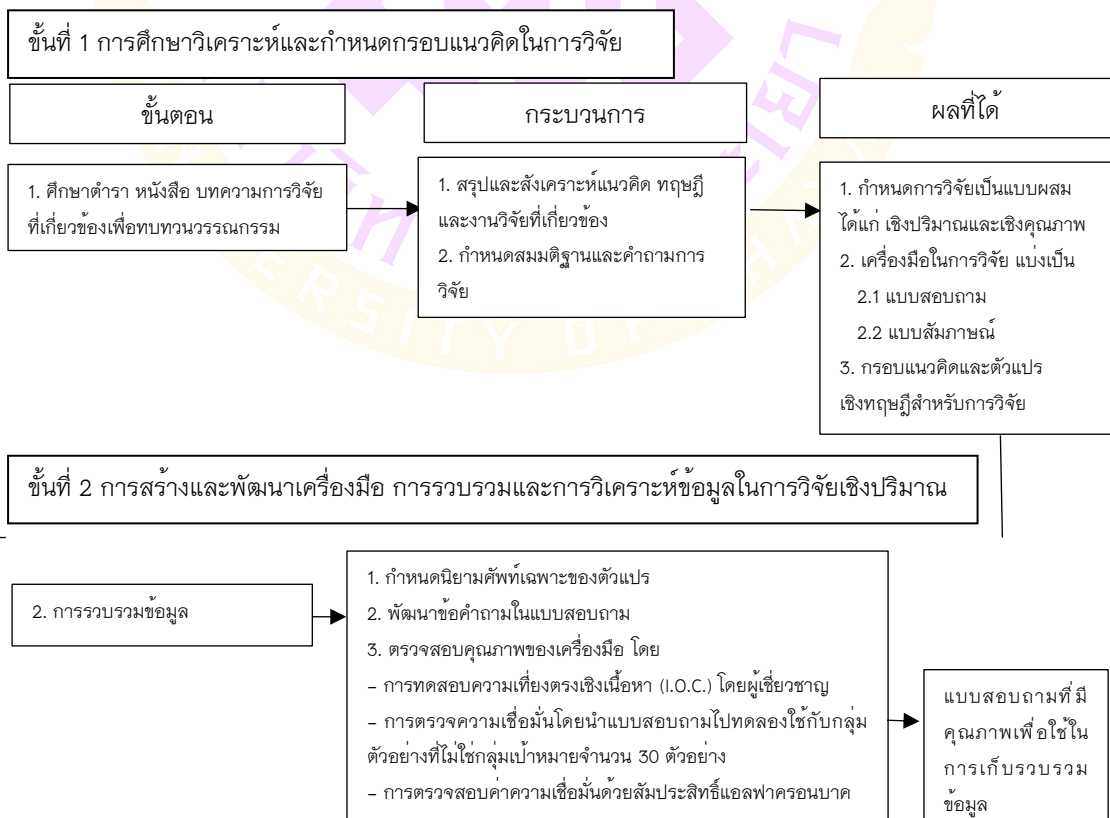 ขั้นที่ 1 การศึกษาวิเคราะห์และกำหนดกรอบแนวคิดในการวิจัย
ขั้นตอน
กระบวนการ
ผลที่ได้
1. ศึกษาตำรา หนังสือ บทความการวิจัย
ที่เกี่ยวข้องเพื่อทบทวนวรรณกรรม
1. สรุปและสังเคราะห์แนวคิด ทฤษฎี
และงานวิจัยที่เกี่ยวข้อง
2. กำหนดสมมติฐานและคำถามการ
วิจัย
1. กำหนดการวิจัยเป็นแบบผสม
ได้แก่ เชิงปริมาณและเชิงคุณภาพ
2. เครื่องมือในการวิจัย แบ่งเป็น
2.1 แบบสอบถาม
2.2 แบบสัมภาษณ์
3. กรอบแนวคิดและตัวแปร
เชิงทฤษฎีสำหรับการวิจัย
ขั้นที่ 2 การสร้างและพัฒนาเครื่องมือ การรวบรวมและการวิเคราะห์ข้อมูลในการวิจัยเชิงปริมาณ
2. การรวบรวมข้อมูล
1. กำหนดนิยามศัพท์เฉพาะของตัวแปร
2. พัฒนาข้อคำถามในแบบสอบถาม
3. ตรวจสอบคุณภาพของเครื่องมือ โดย
– การทดสอบความเที่ยงตรงเชิงเนื้อหา (I.O.C.) โดยผู้เชี่ยวชาญ
– การตรวจความเชื่อมั่นโดยนำแบบสอบถามไปทดลองใช้กับกลุ่ม
ตัวอย่างที่ไม่ใช่กลุ่มเป้าหมายจำนวน 30 ตัวอย่าง
– การตรวจสอบค่าความเชื่อมั่นด้วยสัมประสิทธิ์แอลฟาครอนบาค
แบบสอบถามที่มี
คุณภาพเพื่อใช้ใน
การเก็บรวบรวม
ข้อมูล